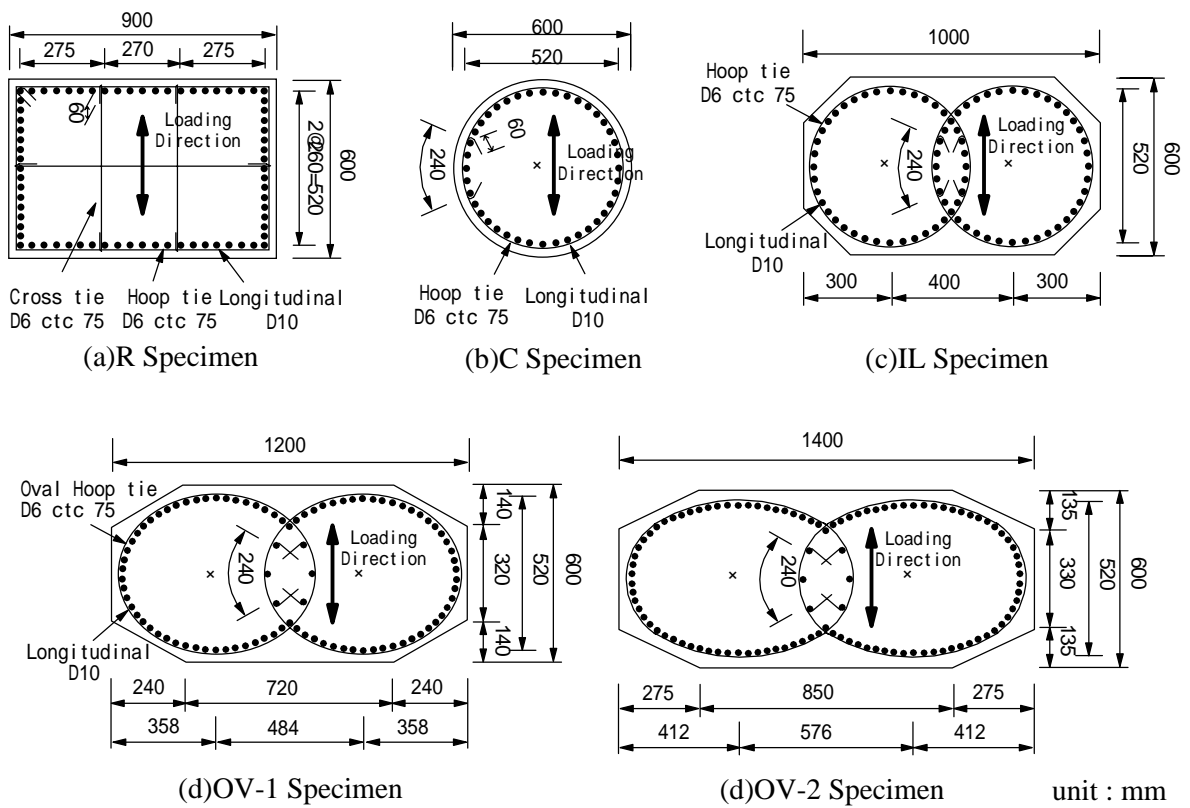 900
275 270 275
60
Loading
Direction
2@260=520
600
Cross tie
D6 ctc 75
Hoop tie
D6 ctc 75
Longitudinal
D10
(a)R Specimen
600
520
60
240
Loading
Direction
×
Hoop tie
D6 ctc 75
Longitudinal
D10
(b)C Specimen
1000
Hoop tie
D6 ctc 75
Loading
Direction
240
× ×
520
600
Longitudinal
D10
300 400 300
(c)IL Specimen
1200
Oval Hoop tie
D6 ctc 75
Loading
Direction
240
× ×
140
320
140
520
600
Longitudinal
D10
240 720 240
358 484 358
(d)OV-1 Specimen
1400
Loading
Direction
240
× ×
135
330
135
520
600
275 850 275
412 576 412
(d)OV-2 Specimen
unit : mm